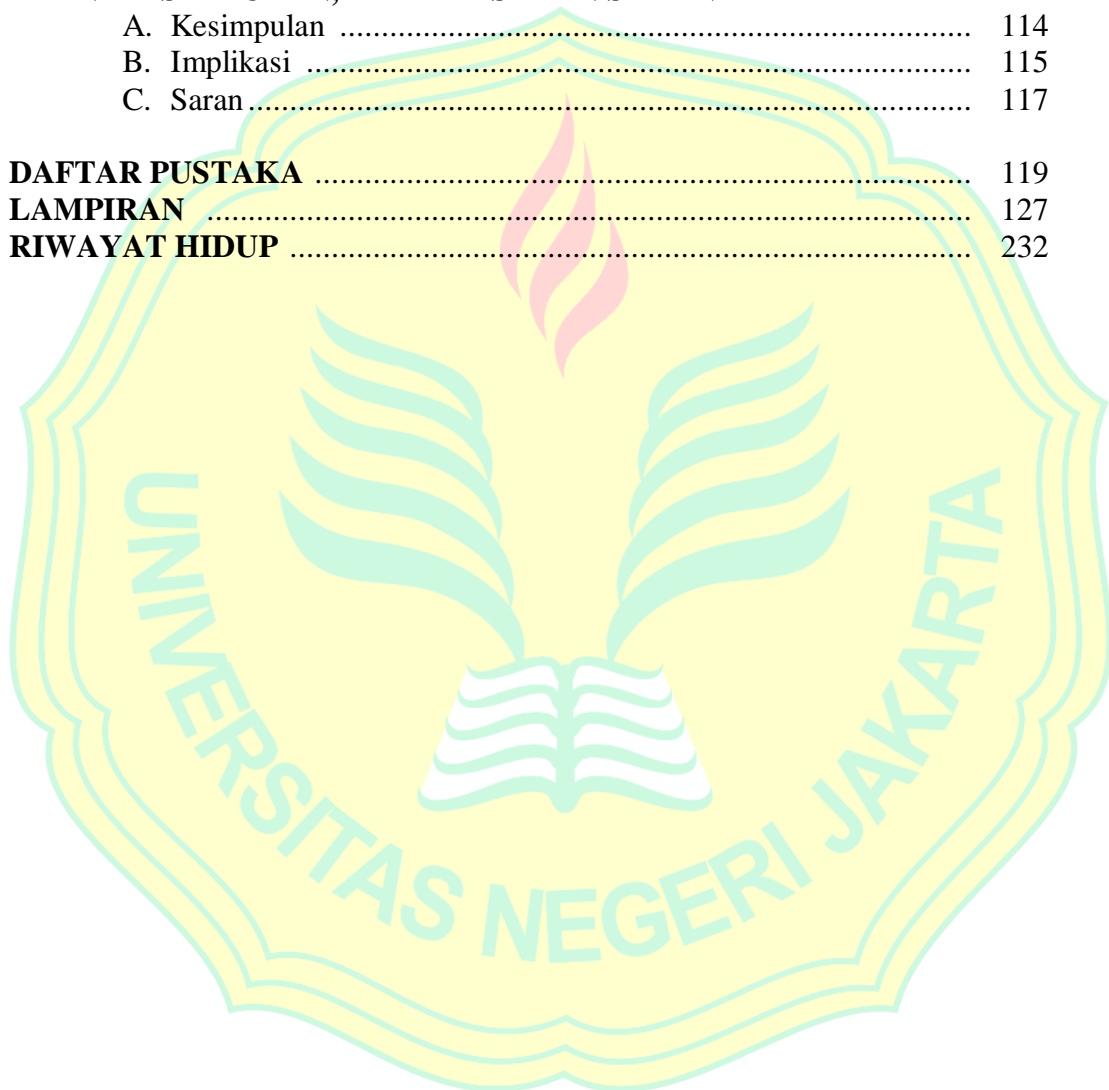 A. Kesimpulan ........................................................................... 114
B. Implikasi ............................................................................... 115
C. Saran ...................................................................................... 117
DAFTAR PUSTAKA .............................................................................. 119
LAMPIRAN ........................................................................................... 127
RIWAYAT HIDUP ................................................................................. 232
UNIVERSITAS NEGERI JAKARTA